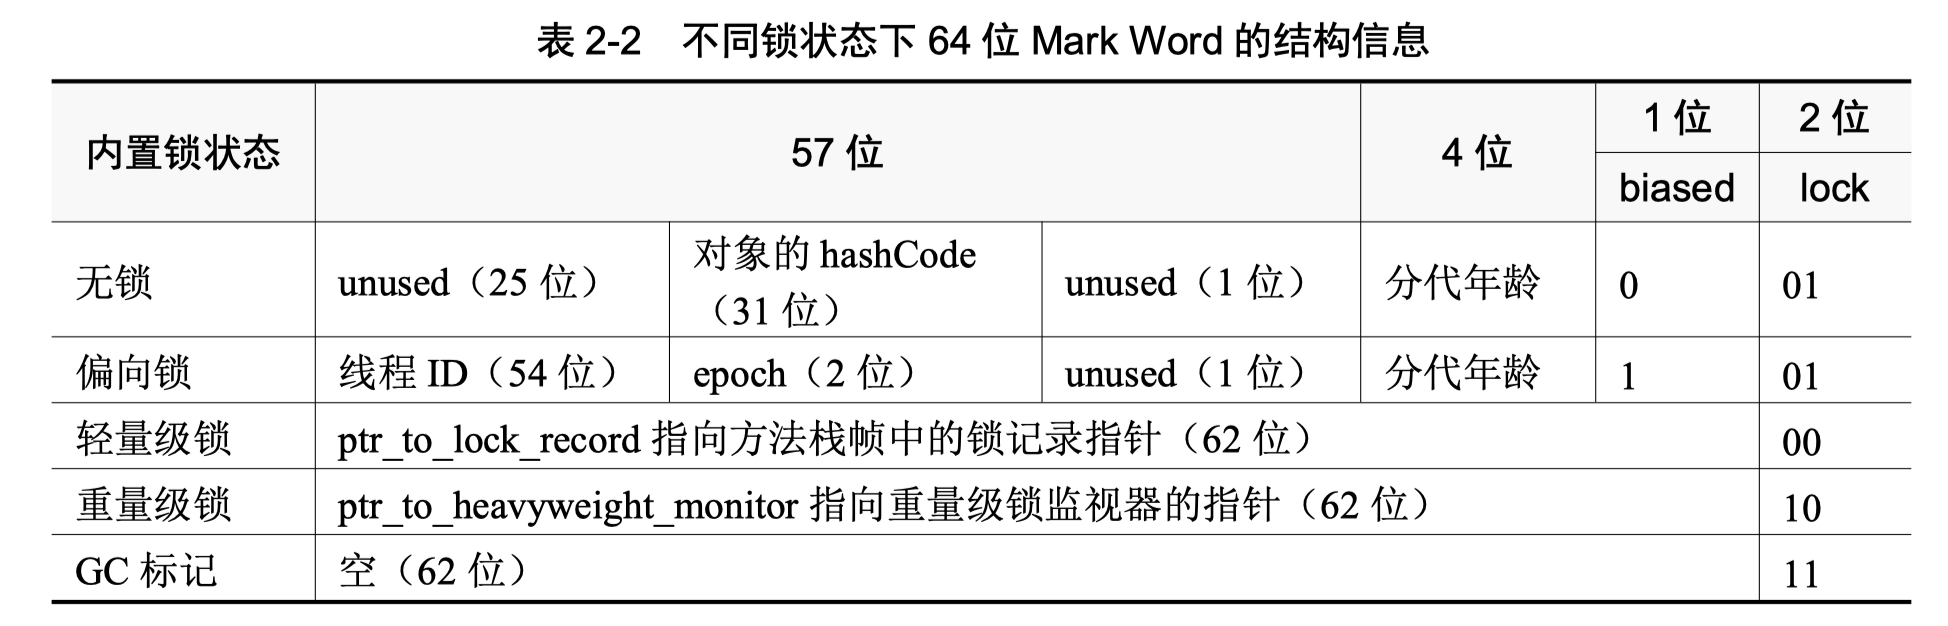 表 2-2 不同锁状态下 64 位 Mark Word 的结构信息
内置锁状态 57 位 4 位 1 位 2 位
biased lock
无锁 unused（25 位） 对象的 hashCode（31 位） unused（1 位） 分代年龄 0 01
偏向锁 线程 ID（54 位） epoch（2 位） unused（1 位） 分代年龄 1 01
轻量级锁 ptr_to_lock_record 指向方法栈帧中的锁记录指针（62 位） 00
重量级锁 ptr_to_heavyweight_monitor 指向重量级锁监视器的指针（62 位） 10
GC 标记 空（62 位） 11